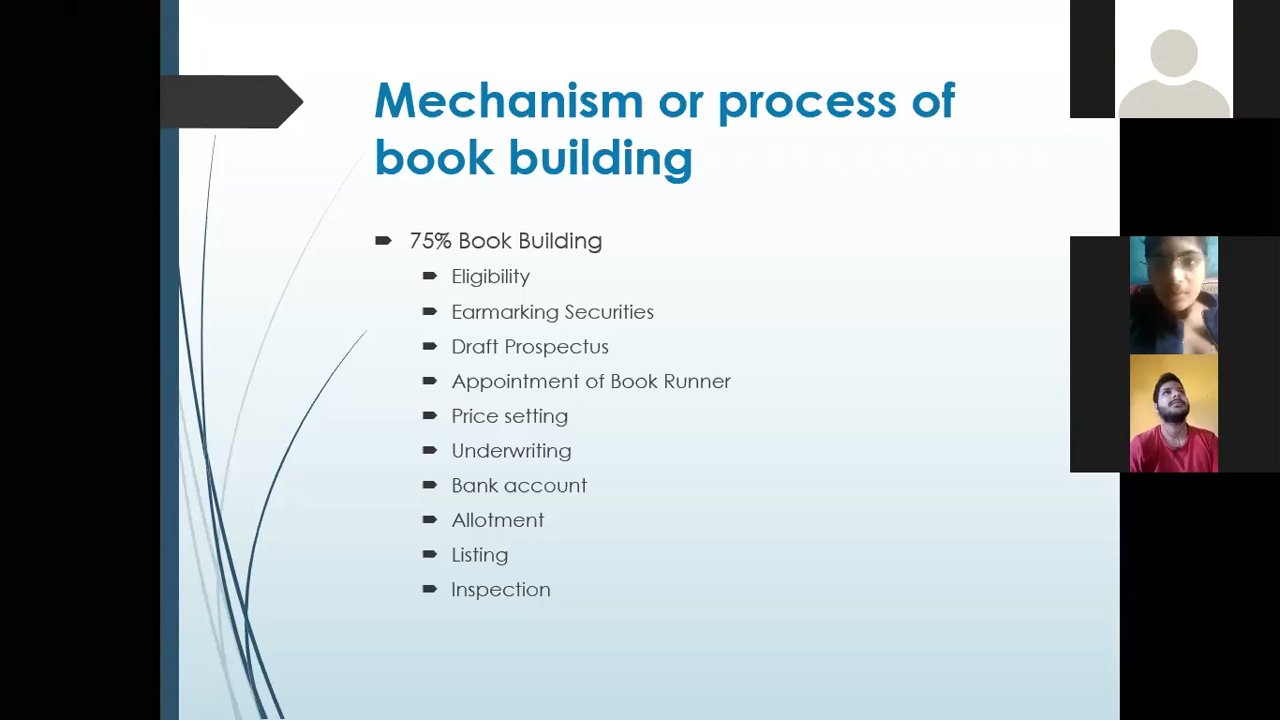 Mechanism or process of
book building
75% Book Building
Eligibility
Earmarking Securities
Draft Prospectus
Appointment of Book Runner
Price setting
Underwriting
Bank account
Allotment
Listing
Inspection